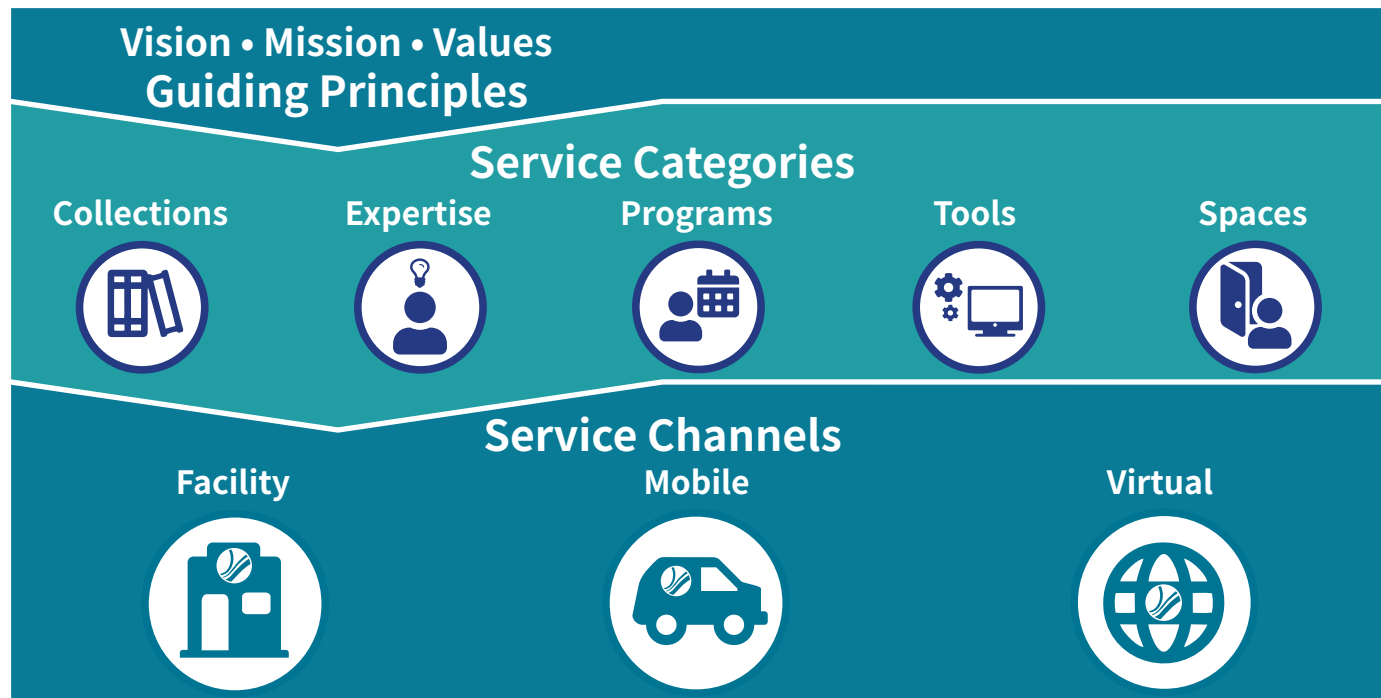 Vision • Mission • Values
Guiding Principles
Service Categories
Collections
Expertise
Programs
Tools
Spaces
Service Channels
Facility
Mobile
Virtual